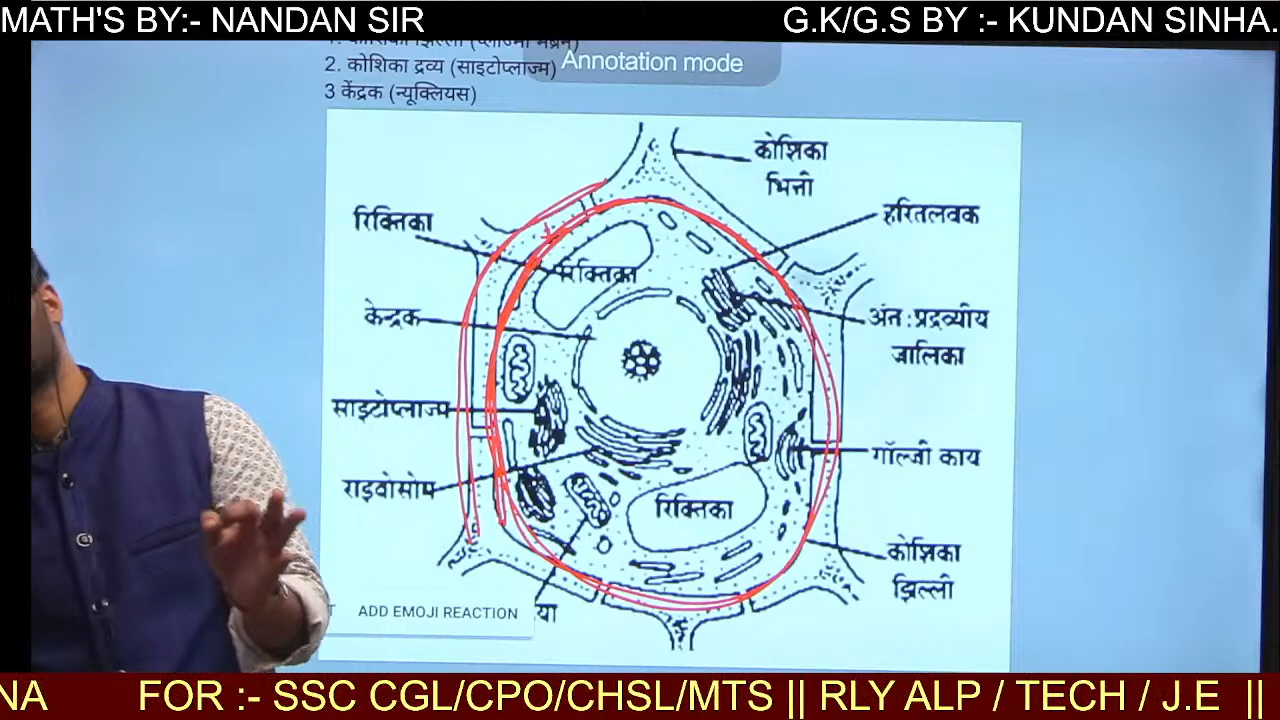 MATH'S BY:- NANDAN SIR
G.K/G.S BY :- KUNDAN SINHA.
2. कोशिका द्रव्य (साइटोप्लाज्म)
Annotation mode
3 केंद्रक (न्यूक्लियस)
कोशिका
भित्ती
रिक्तिका
हरितलवक
रिक्तिका
केन्द्रक
अंत:प्रद्रव्यीय
जालिका
साइटोप्लाज्म
गॉल्जी काय
राइवोसोम
रिक्तिका
कोशिका
झिल्ली
ADD EMOJI REACTION
या
NA FOR :- SSC CGL/CPO/CHSL/MTS || RLY ALP / TECH / J.E ||